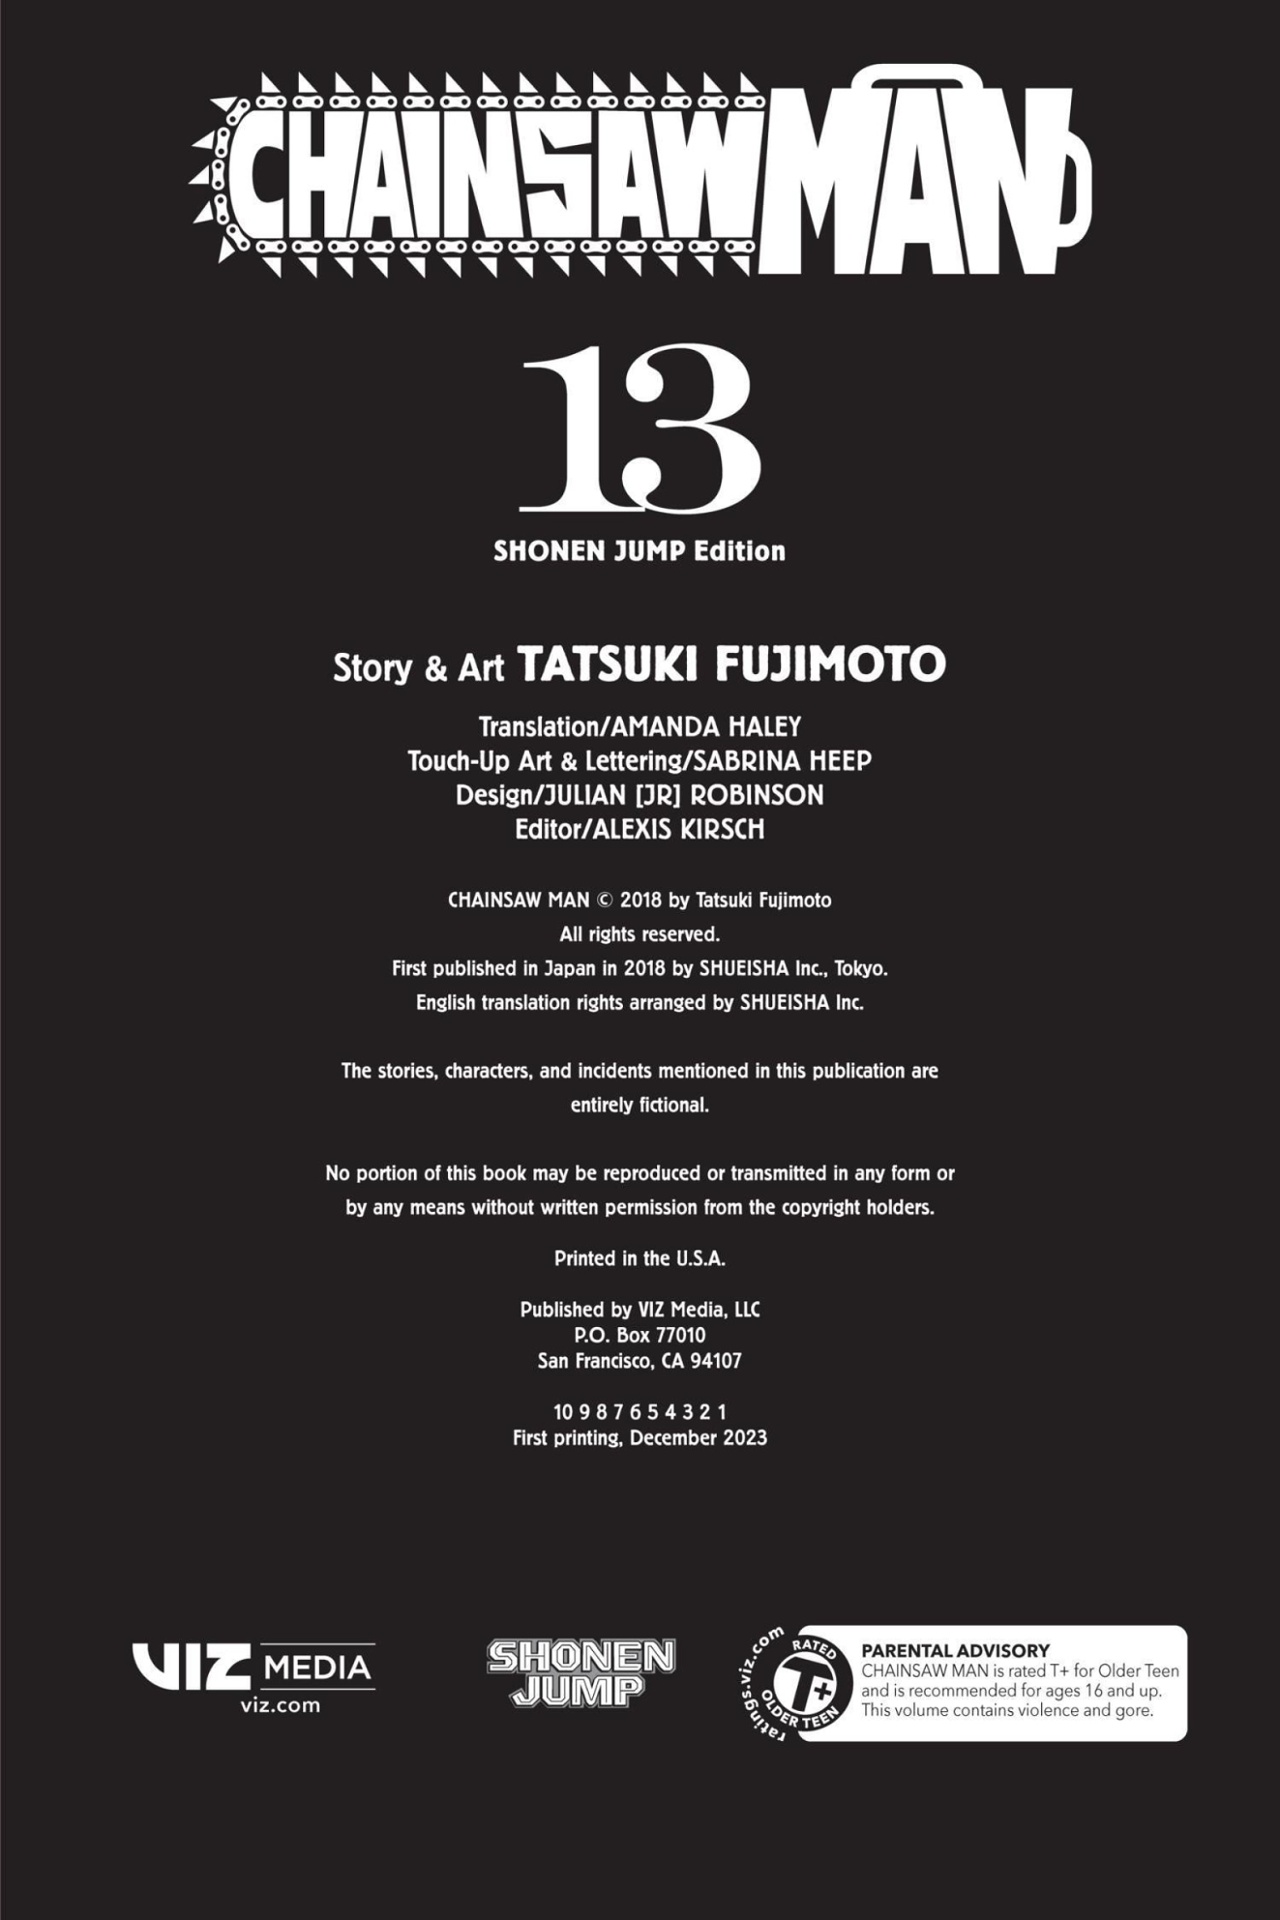 CHAINSAW MAN
13
SHONEN JUMP Edition
Story & Art TATSUKI FUJIMOTO
Translation/AMANDA HALEY
Touch-Up Art & Lettering/SABRINA HEEP
Design/JULIAN [JR] ROBINSON
Editor/ALEXIS KIRSCH
CHAINSAW MAN © 2018 by Tatsuki Fujimoto
All rights reserved.
First published in Japan in 2018 by SHUEISHA Inc., Tokyo.
English translation rights arranged by SHUEISHA Inc.
The stories, characters, and incidents mentioned in this publication are
entirely fictional.
No portion of this book may be reproduced or transmitted in any form or
by any means without written permission from the copyright holders.
Printed in the U.S.A.
Published by VIZ Media, LLC
P.O. Box 77010
San Francisco, CA 94107
10 9 8 7 6 5 4 3 2 1
First printing, December 2023
VIZ MEDIA
viz.com
SHONEN
JUMP
ratings.viz.com
RATED
T+
OLDER TEEN
PARENTAL ADVISORY
CHAINSAW MAN is rated T+ for Older Teen
and is recommended for ages 16 and up.
This volume contains violence and gore.